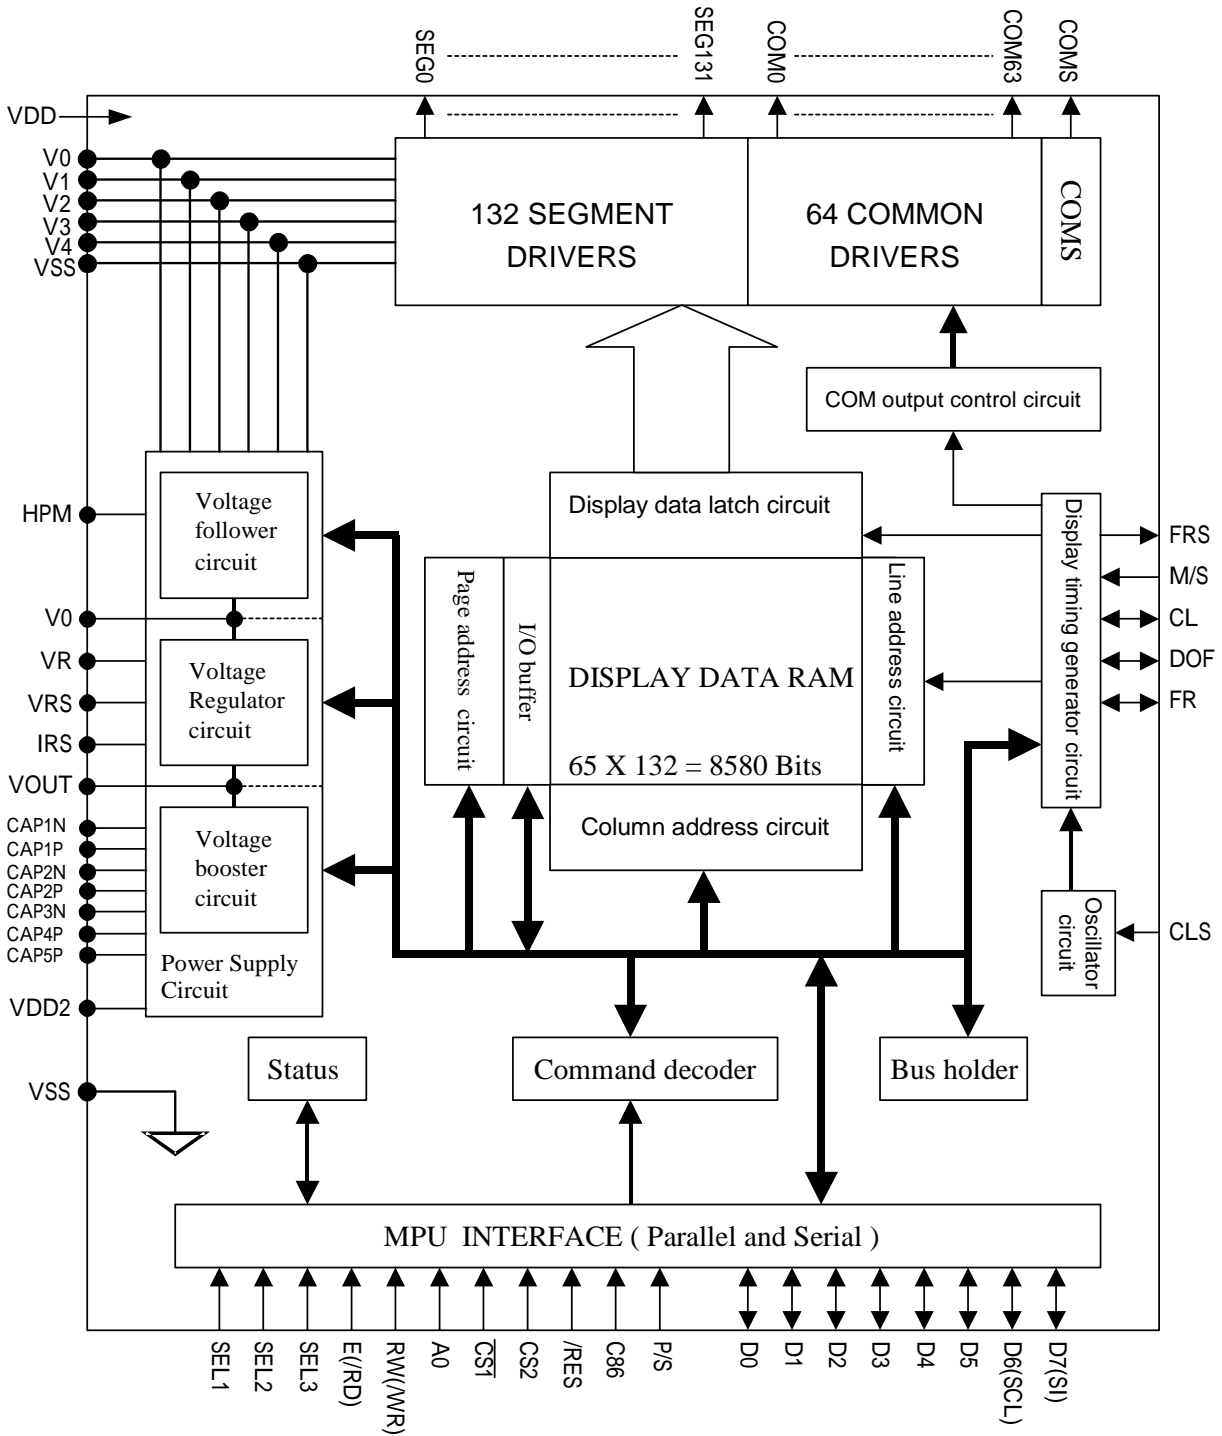 SEG0
SEG131
COM0
COM63
COMS
VDD
V0
V1
V2
V3
V4
VSS
132 SEGMENT
DRIVERS
64 COMMON
DRIVERS
COMS
COM output control circuit
Voltage
follower
circuit
HPM
V0
VR
VRS
IRS
VOUT
CAP1N
CAP1P
CAP2N
CAP2P
CAP3N
CAP4P
CAP5P
VDD2
VSS
Voltage
Regulator
circuit
Voltage
booster
circuit
Power Supply
Circuit
Display data latch circuit
Page address circuit
I/O buffer
DISPLAY DATA RAM
65 X 132 = 8580 Bits
Line address circuit
Column address circuit
Display timing generator circuit
FRS
M/S
CL
DOF
FR
Oscillator
circuit
CLS
Status
Command decoder
Bus holder
MPU INTERFACE ( Parallel and Serial )
SEL1
SEL2
SEL3
E(/RD)
RW(/WR)
A0
CS1
CS2
/RES
C86
P/S
D0
D1
D2
D3
D4
D5
D6(SCL)
D7(SI)